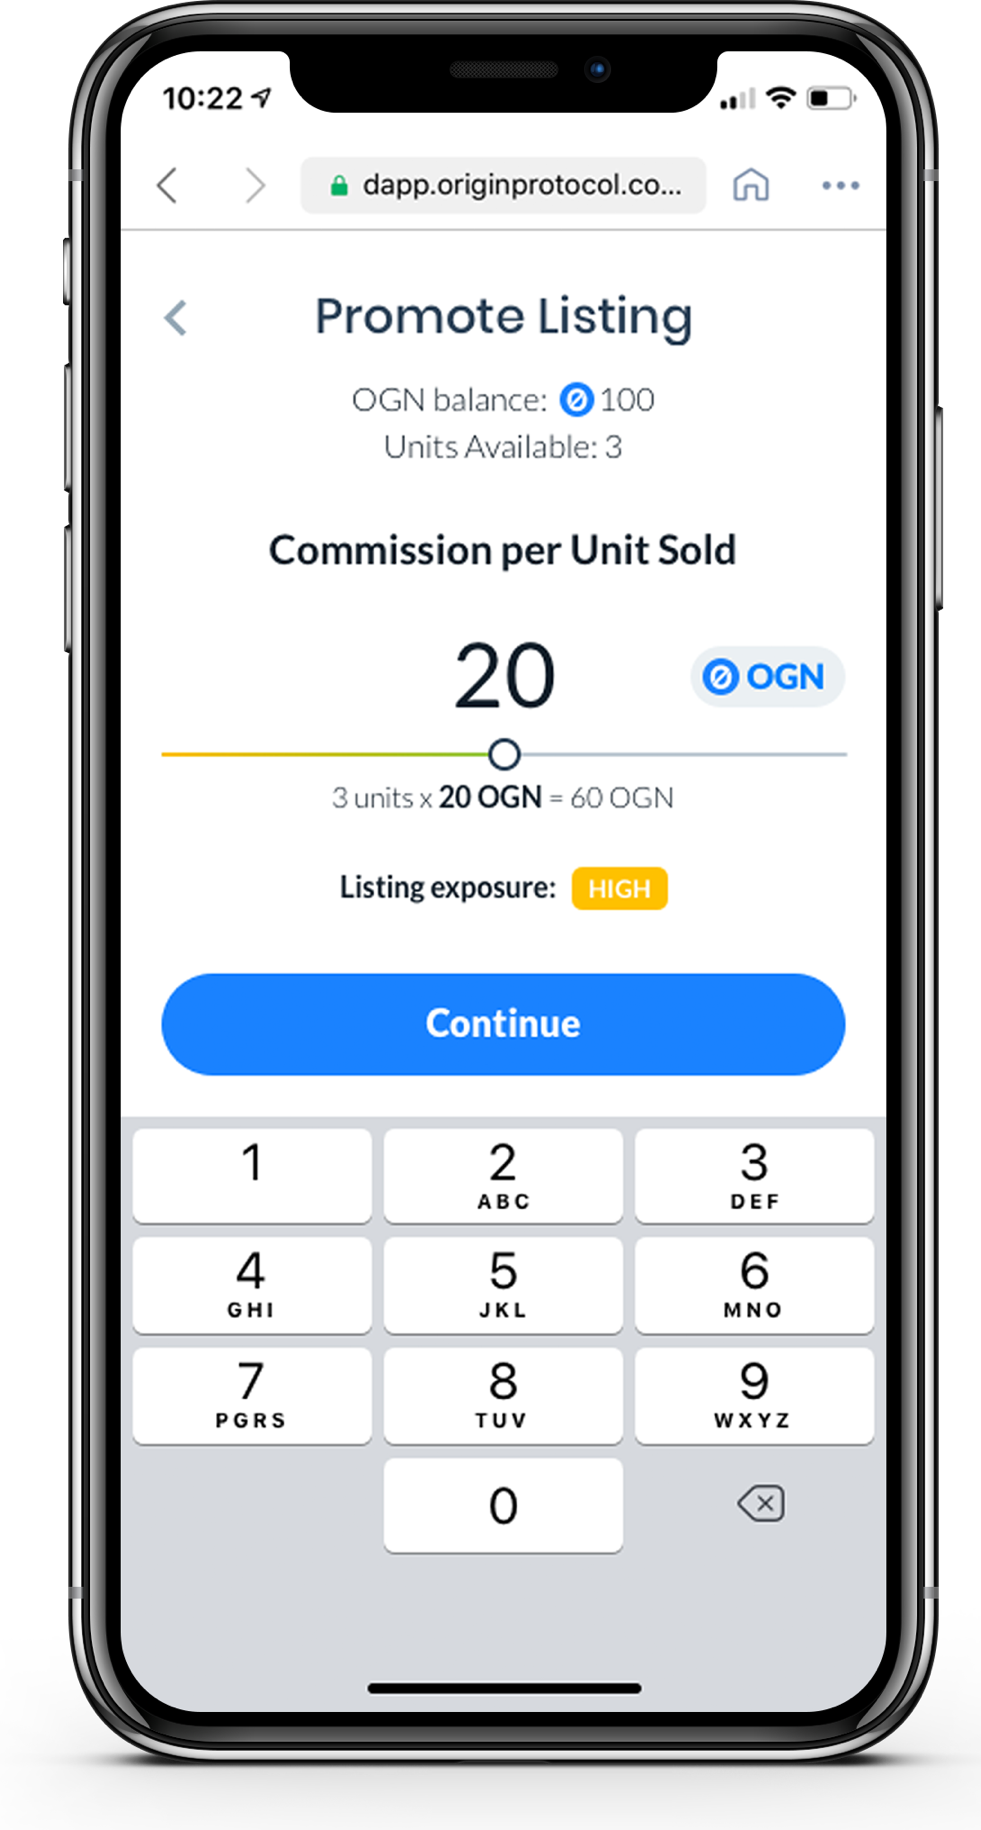 10:22
dapp.originprotocol.co...
Promote Listing
OGN balance: 100
Units Available: 3
Commission per Unit Sold
20 OGN
3 units x 20 OGN = 60 OGN
Listing exposure: HIGH
Continue
1 2 3
ABC DEF
4 5 6
GHI JKL MNO
7 8 9
PGRS TUV WXYZ
0